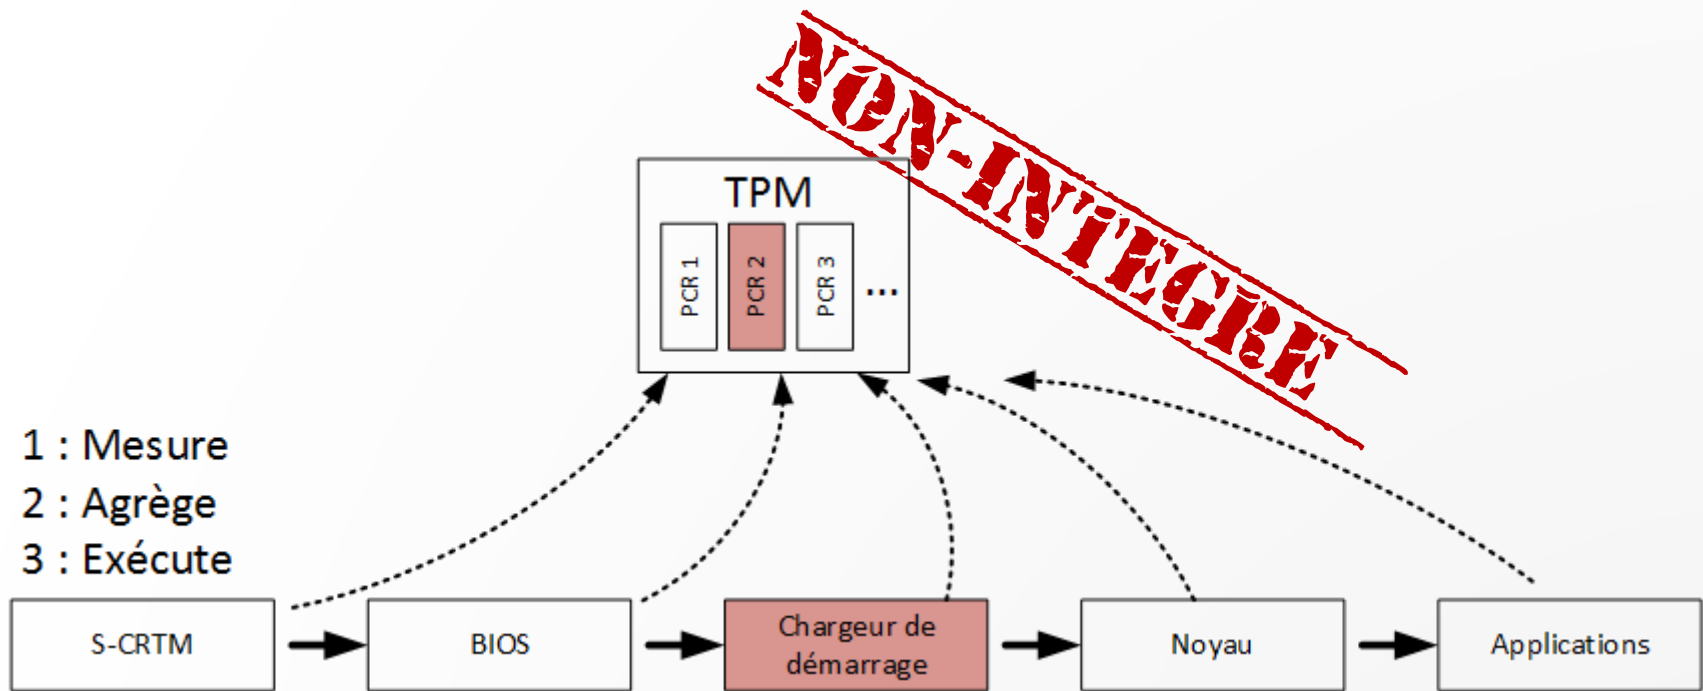 NON-INTEGRE
TPM
PCR 1
PCR 2
PCR 3
...
1 : Mesure
2 : Agrège
3 : Exécute
S-CRTM
BIOS
Chargeur de
démarrage
Noyau
Applications